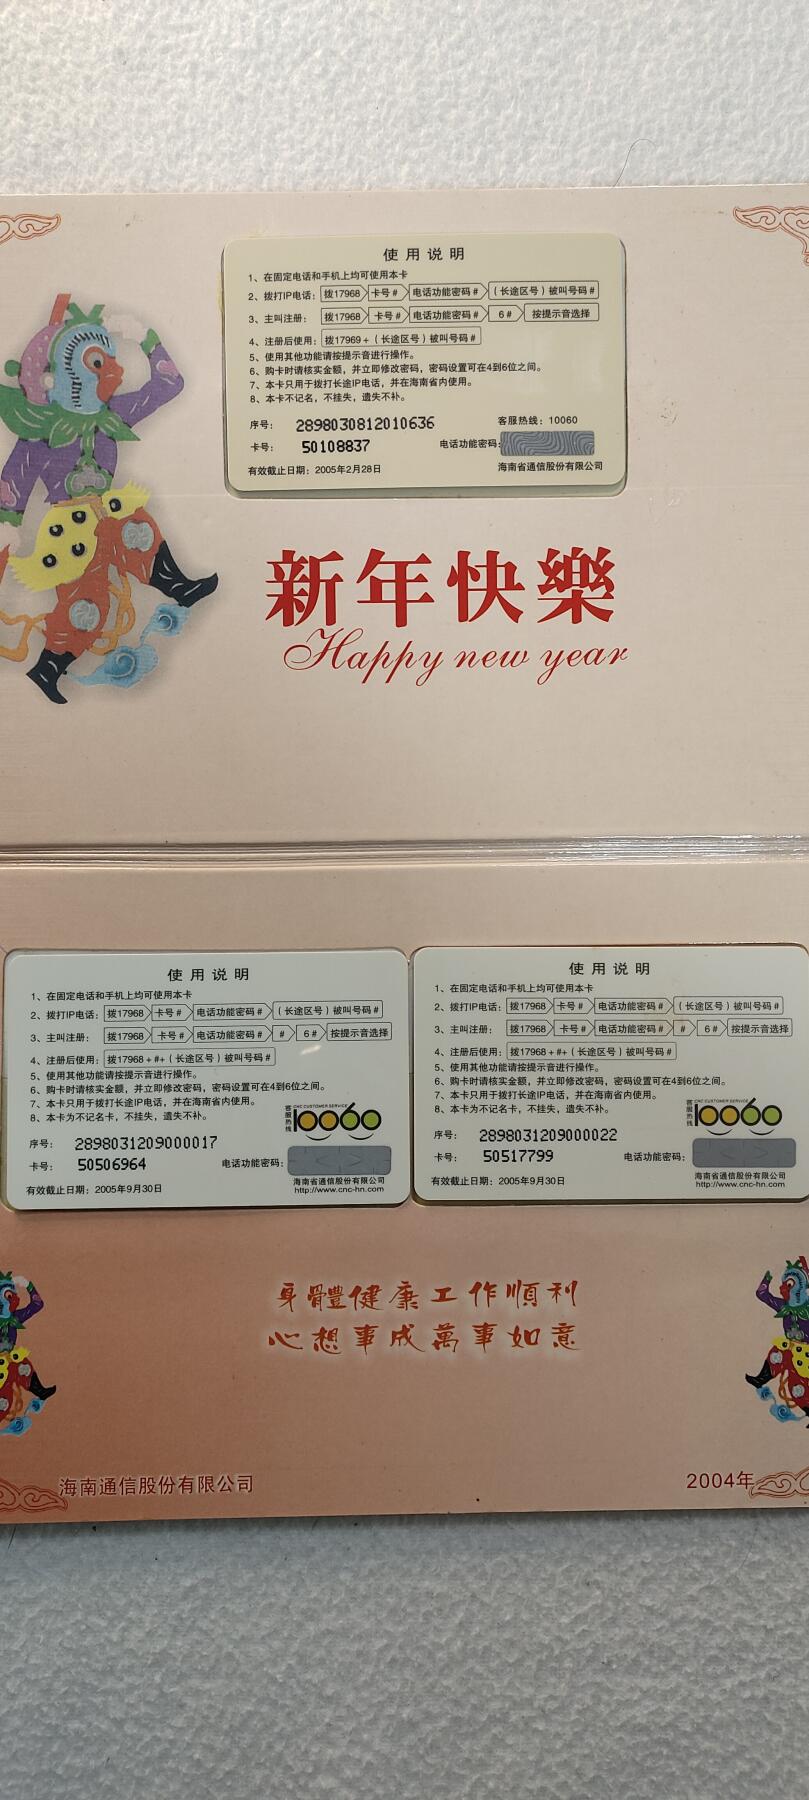 使用说明
1、在固定电话和手机上均可使用本卡
2、拨打IP电话：拨17968 卡号# 电话功能密码# （长途区号）被叫号码#
3、主叫注册：拨17968 卡号# 电话功能密码# 6# 按提示音选择
4、注册后使用：拨17969+（长途区号）被叫号码#
5、使用其他功能请按提示音进行操作。
6、购卡时请核实金额，并立即修改密码，密码设置可在4到6位之间。
7、本卡只用于拨打长途IP电话，并在海南省内使用。
8、本卡不记名，不挂失，遗失不补。
序号： 2898030812010636 客服热线：10060
卡号： 50108837 电话功能密码：
有效截止日期：2005年2月28日 海南省通信股份有限公司
新年快樂
Happy new year
使用说明
1、在固定电话和手机上均可使用本卡
2、拨打IP电话：拨17968 卡号# 电话功能密码# （长途区号）被叫号码#
3、主叫注册：拨17968 卡号# 电话功能密码# # 6# 按提示音选择
4、注册后使用：拨17968+#+（长途区号）被叫号码#
5、使用其他功能请按提示音进行操作。
6、购卡时请核实金额，并立即修改密码，密码设置可在4到6位之间。
7、本卡只用于拨打长途IP电话，并在海南省内使用。
8、本卡为不记名卡，不挂失，遗失不补。
客服热线 CNC CUSTOMER SERVICE 10060
序号： 2898031209000017
卡号： 50506964 电话功能密码：
海南省通信股份有限公司
有效截止日期：2005年9月30日 http://www.cnc-hn.com
使用说明
1、在固定电话和手机上均可使用本卡
2、拨打IP电话：拨17968 卡号# 电话功能密码# （长途区号）被叫号码#
3、主叫注册：拨17968 卡号# 电话功能密码# # 6# 按提示音选择
4、注册后使用：拨17968+#+（长途区号）被叫号码#
5、使用其他功能请按提示音进行操作。
6、购卡时请核实金额，并立即修改密码，密码设置可在4到6位之间。
7、本卡只用于拨打长途IP电话，并在海南省内使用。
8、本卡为不记名卡，不挂失，遗失不补。
客服热线 CNC CUSTOMER SERVICE 10060
序号： 2898031209000022
卡号： 50517799 电话功能密码：
海南省通信股份有限公司
有效截止日期：2005年9月30日 http://www.cnc-hn.com
身體健康工作順利
心想事成萬事如意
海南通信股份有限公司 2004年